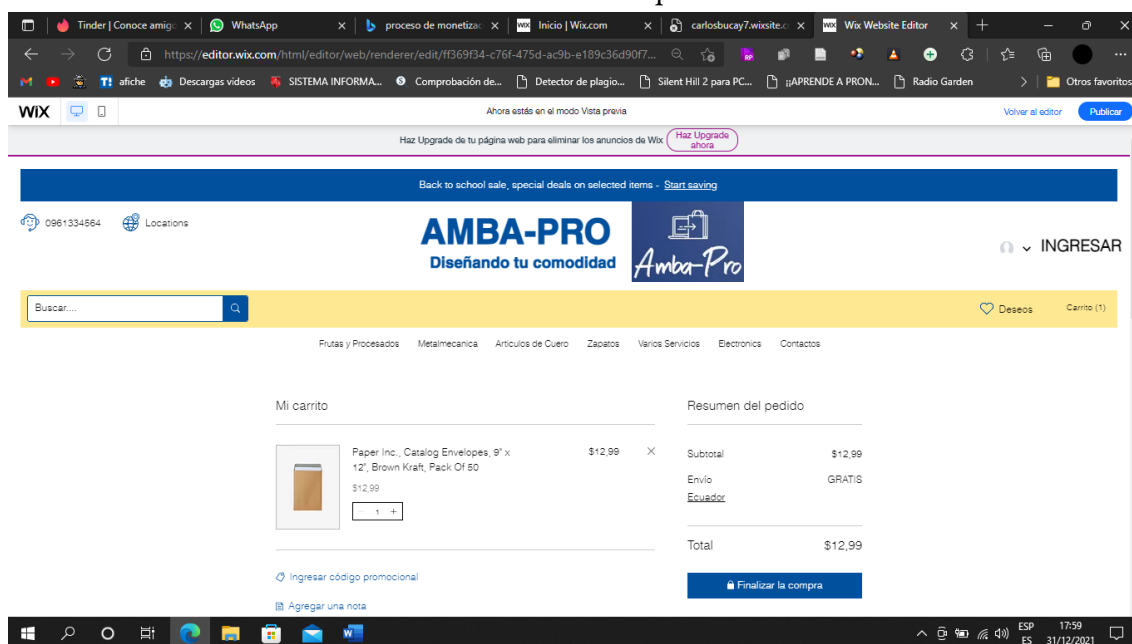 Tinder | Conoce amigo
WhatsApp
proceso de monetizac
Inicio | Wix.com
carlosbucay7.wixsite.c
Wix Website Editor
https://editor.wix.com/html/editor/web/renderer/edit/ff369f34-c76f-475d-ac9b-e189c36d90f7...
afiche
Descargas videos
SISTEMA INFORMA...
Comprobación de...
Detector de plagio...
Silent Hill 2 para PC...
¡¡APRENDE A PRON...
Radio Garden
Otros favoritos
WiX
Ahora estás en el modo Vista previa
Volver al editor
Publicar
Haz Upgrade de tu página web para eliminar los anuncios de Wix
Haz Upgrade
ahora
Back to school sale, special deals on selected items - Start saving
0961334564
Locations
AMBA-PRO
Diseñando tu comodidad
Amba-Pro
INGRESAR
Buscar....
Deseos
Carrito (1)
Frutas y Procesados
Metalmecanica
Articulos de Cuero
Zapatos
Varios Servicios
Electronics
Contactos
Mi carrito
Paper Inc., Catalog Envelopes, 9" x
12", Brown Kraft, Pack Of 50
$12,99
$12,99
1 +
Ingresar código promocional
Agregar una nota
Resumen del pedido
Subtotal
$12,99
Envío
GRATIS
Ecuador
Total
$12,99
Finalizar la compra
ESP
ES
17:59
31/12/2021